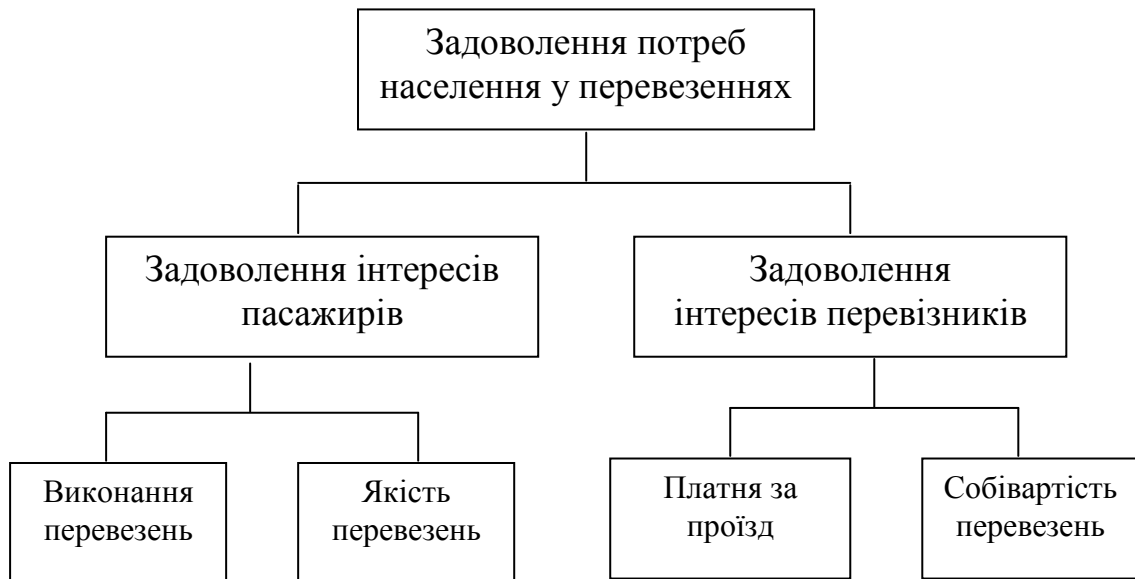 Задоволення потреб
населення у перевезеннях
Задоволення інтересів
пасажирів
Задоволення
інтересів перевізників
Виконання
перевезень
Якість
перевезень
Платня за
проїзд
Собівартість
перевезень